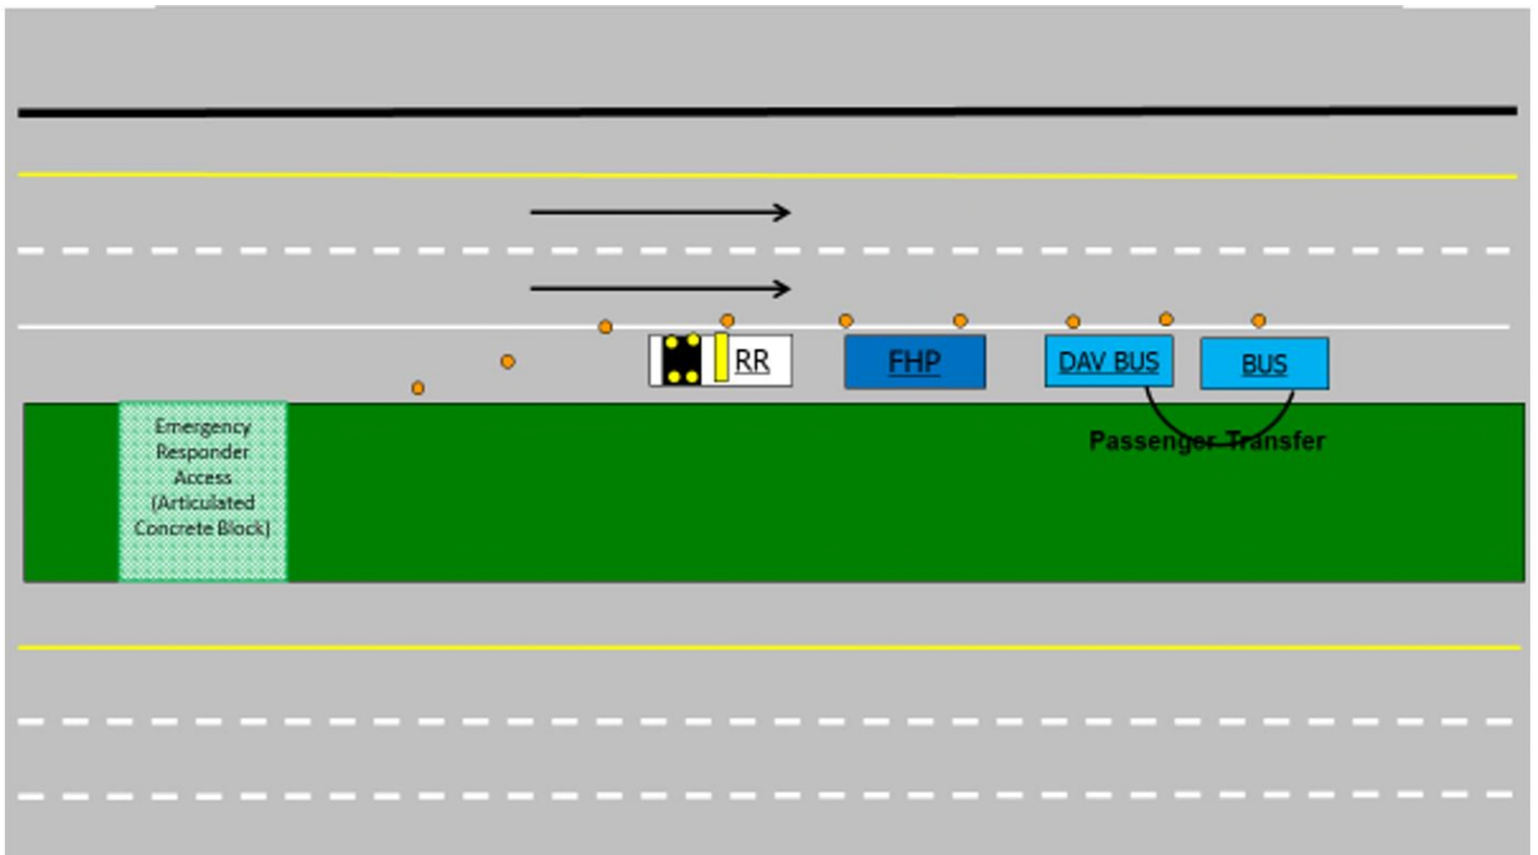 RR
FHP
DAV BUS
BUS
Passenger Transfer
Emergency
Responder
Access
(Articulated
Concrete Block)